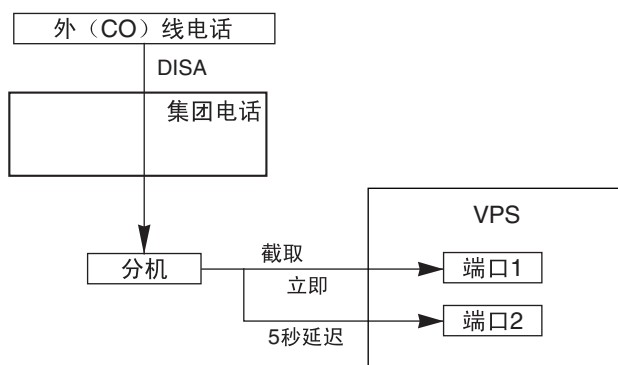 外（CO）线电话
DISA
集团电话
VPS
分机
截取
立即
端口1
端口2
5秒延迟